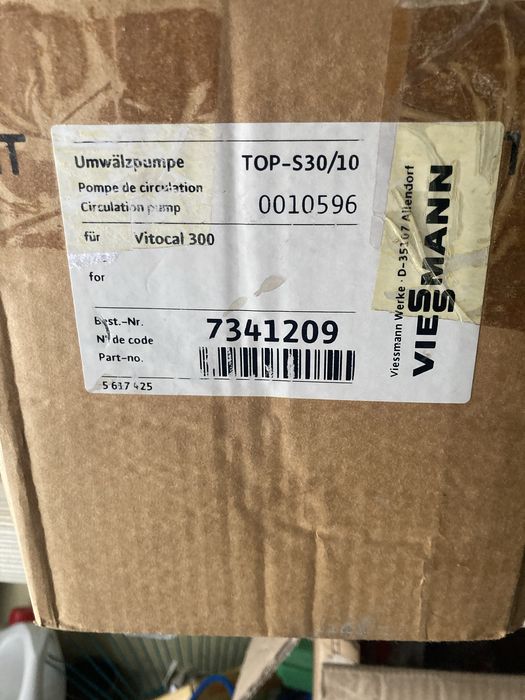 T
Umwälzpumpe TOP-S30/10
Pompe de circulation
Circulation pump 0010596
für Vitocal 300
for
Best.-Nr. 7341209
N° de code
Part-no.
5 617 425
Viessmann Werke · D-35107 Allendorf
VIESSMANN